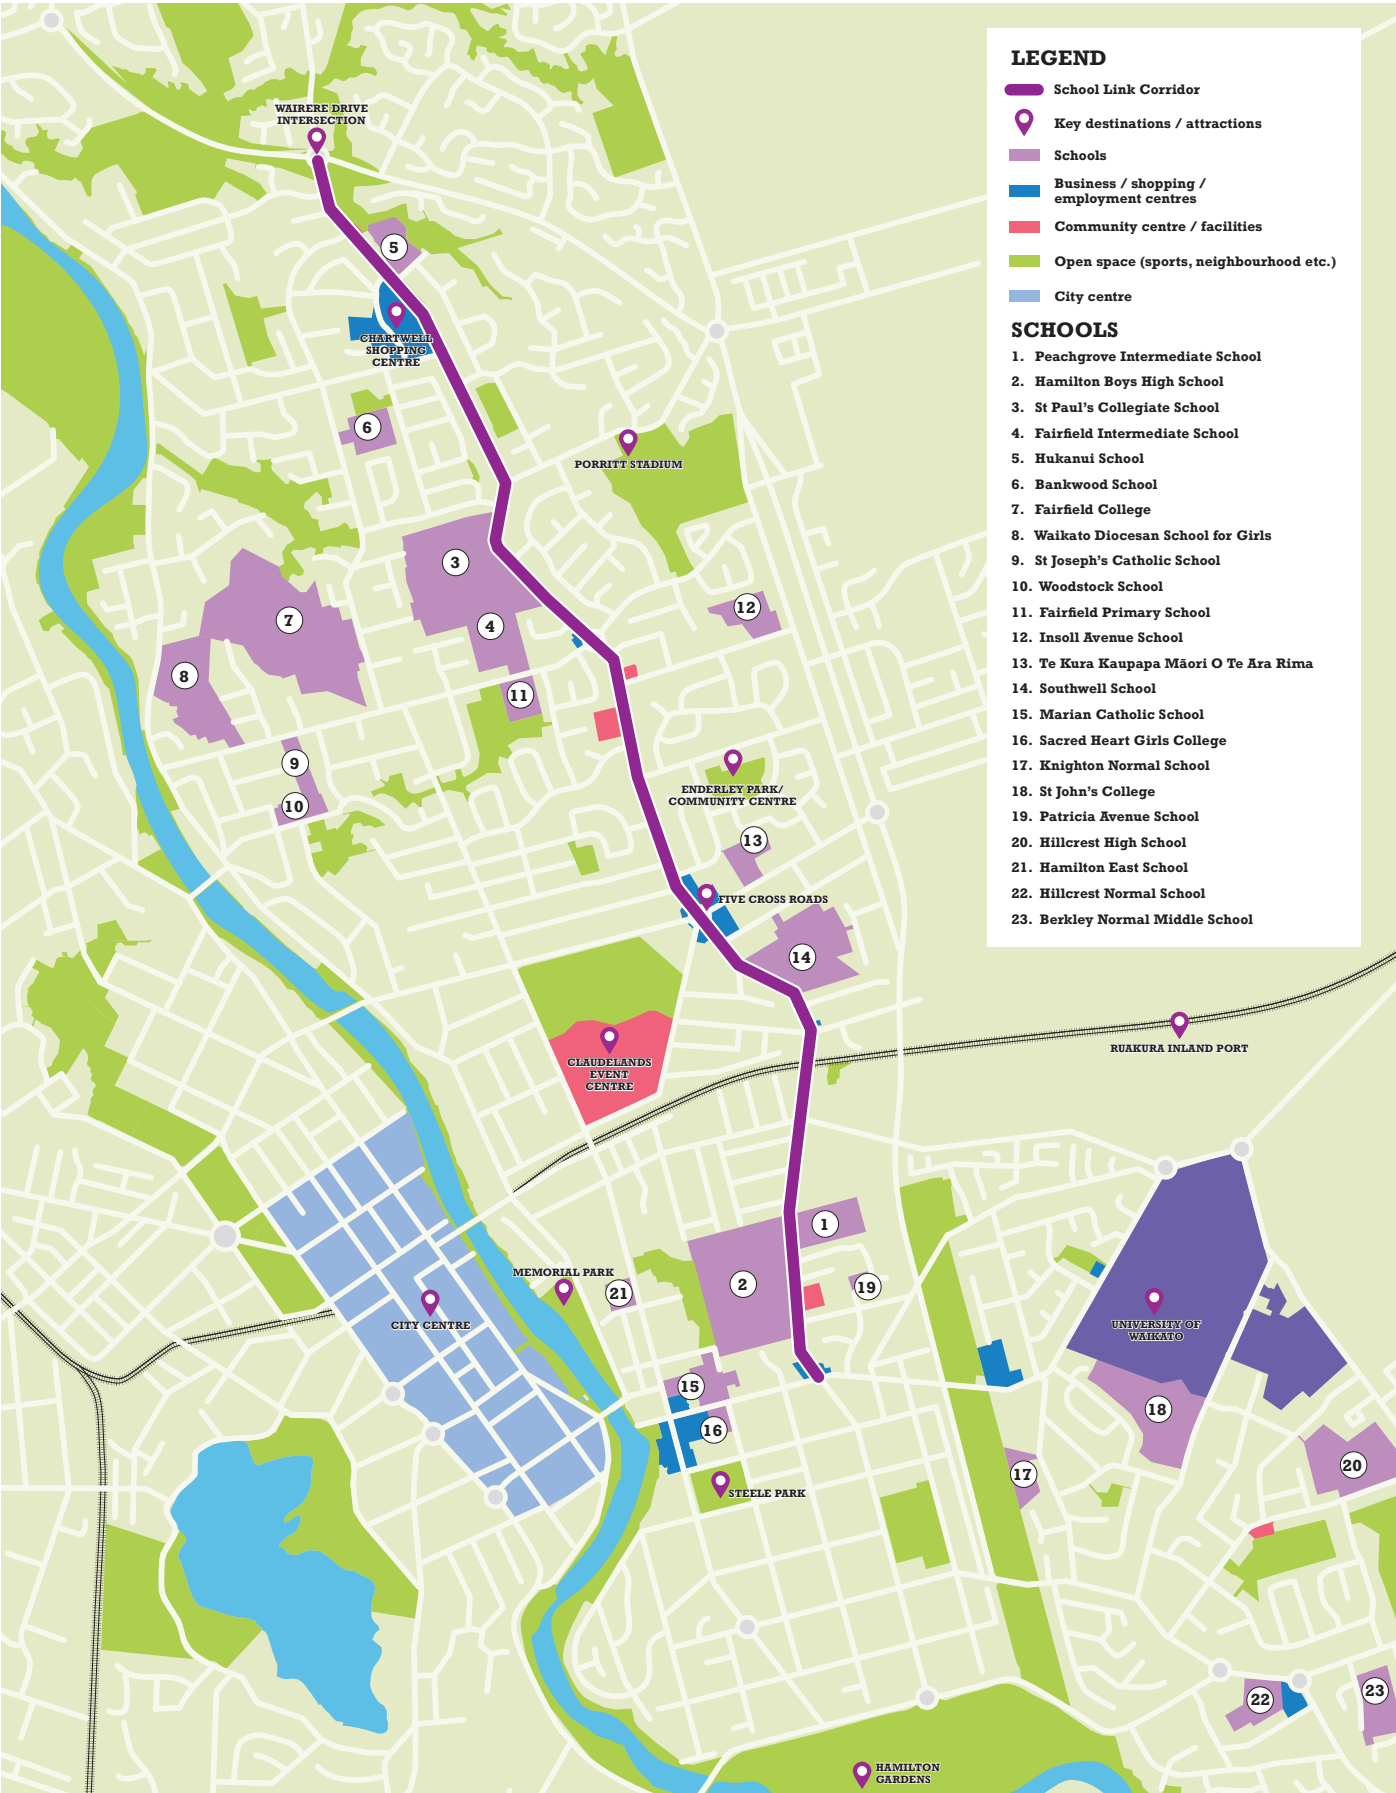 LEGEND
School Link Corridor
Key destinations / attractions
Schools
Business / shopping /
employment centres
Community centre / facilities
Open space (sports, neighbourhood etc.)
City centre
SCHOOLS
1. Peachgrove Intermediate School
2. Hamilton Boys High School
3. St Paul's Collegiate School
4. Fairfield Intermediate School
5. Hukanui School
6. Bankwood School
7. Fairfield College
8. Waikato Diocesan School for Girls
9. St Joseph's Catholic School
10. Woodstock School
11. Fairfield Primary School
12. Insoll Avenue School
13. Te Kura Kaupapa Māori O Te Ara Rima
14. Southwell School
15. Marian Catholic School
16. Sacred Heart Girls College
17. Knighton Normal School
18. St John's College
19. Patricia Avenue School
20. Hillcrest High School
21. Hamilton East School
22. Hillcrest Normal School
23. Berkley Normal Middle School
WAIRERE DRIVE
INTERSECTION
5
CHARTWELL
SHOPPING
CENTRE
6
PORRITT STADIUM
3
12
7
4
8
11
9
ENDERLEY PARK/
COMMUNITY CENTRE
10
13
FIVE CROSS ROADS
14
CLAUDELANDS
EVENT
CENTRE
RUAKURA INLAND PORT
1
MEMORIAL PARK
2
19
21
CITY CENTRE
UNIVERSITY OF
WAIKATO
15
18
16
20
17
STEELE PARK
23
22
HAMILTON
GARDENS